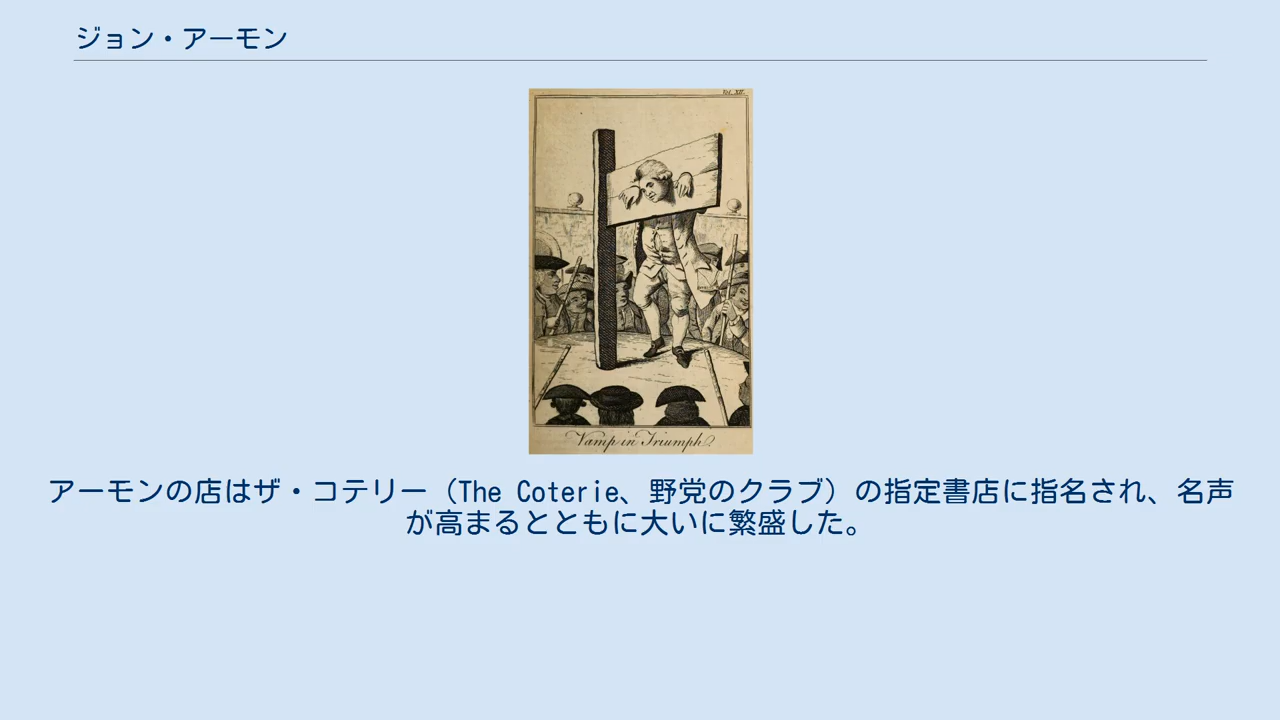 ジョン・アーモン
Vol. XII.
Vamp in Triumph?
アーモンの店はザ・コテリー（The Coterie、野党のクラブ）の指定書店に指名され、名声
が高まるとともに大いに繁盛した。